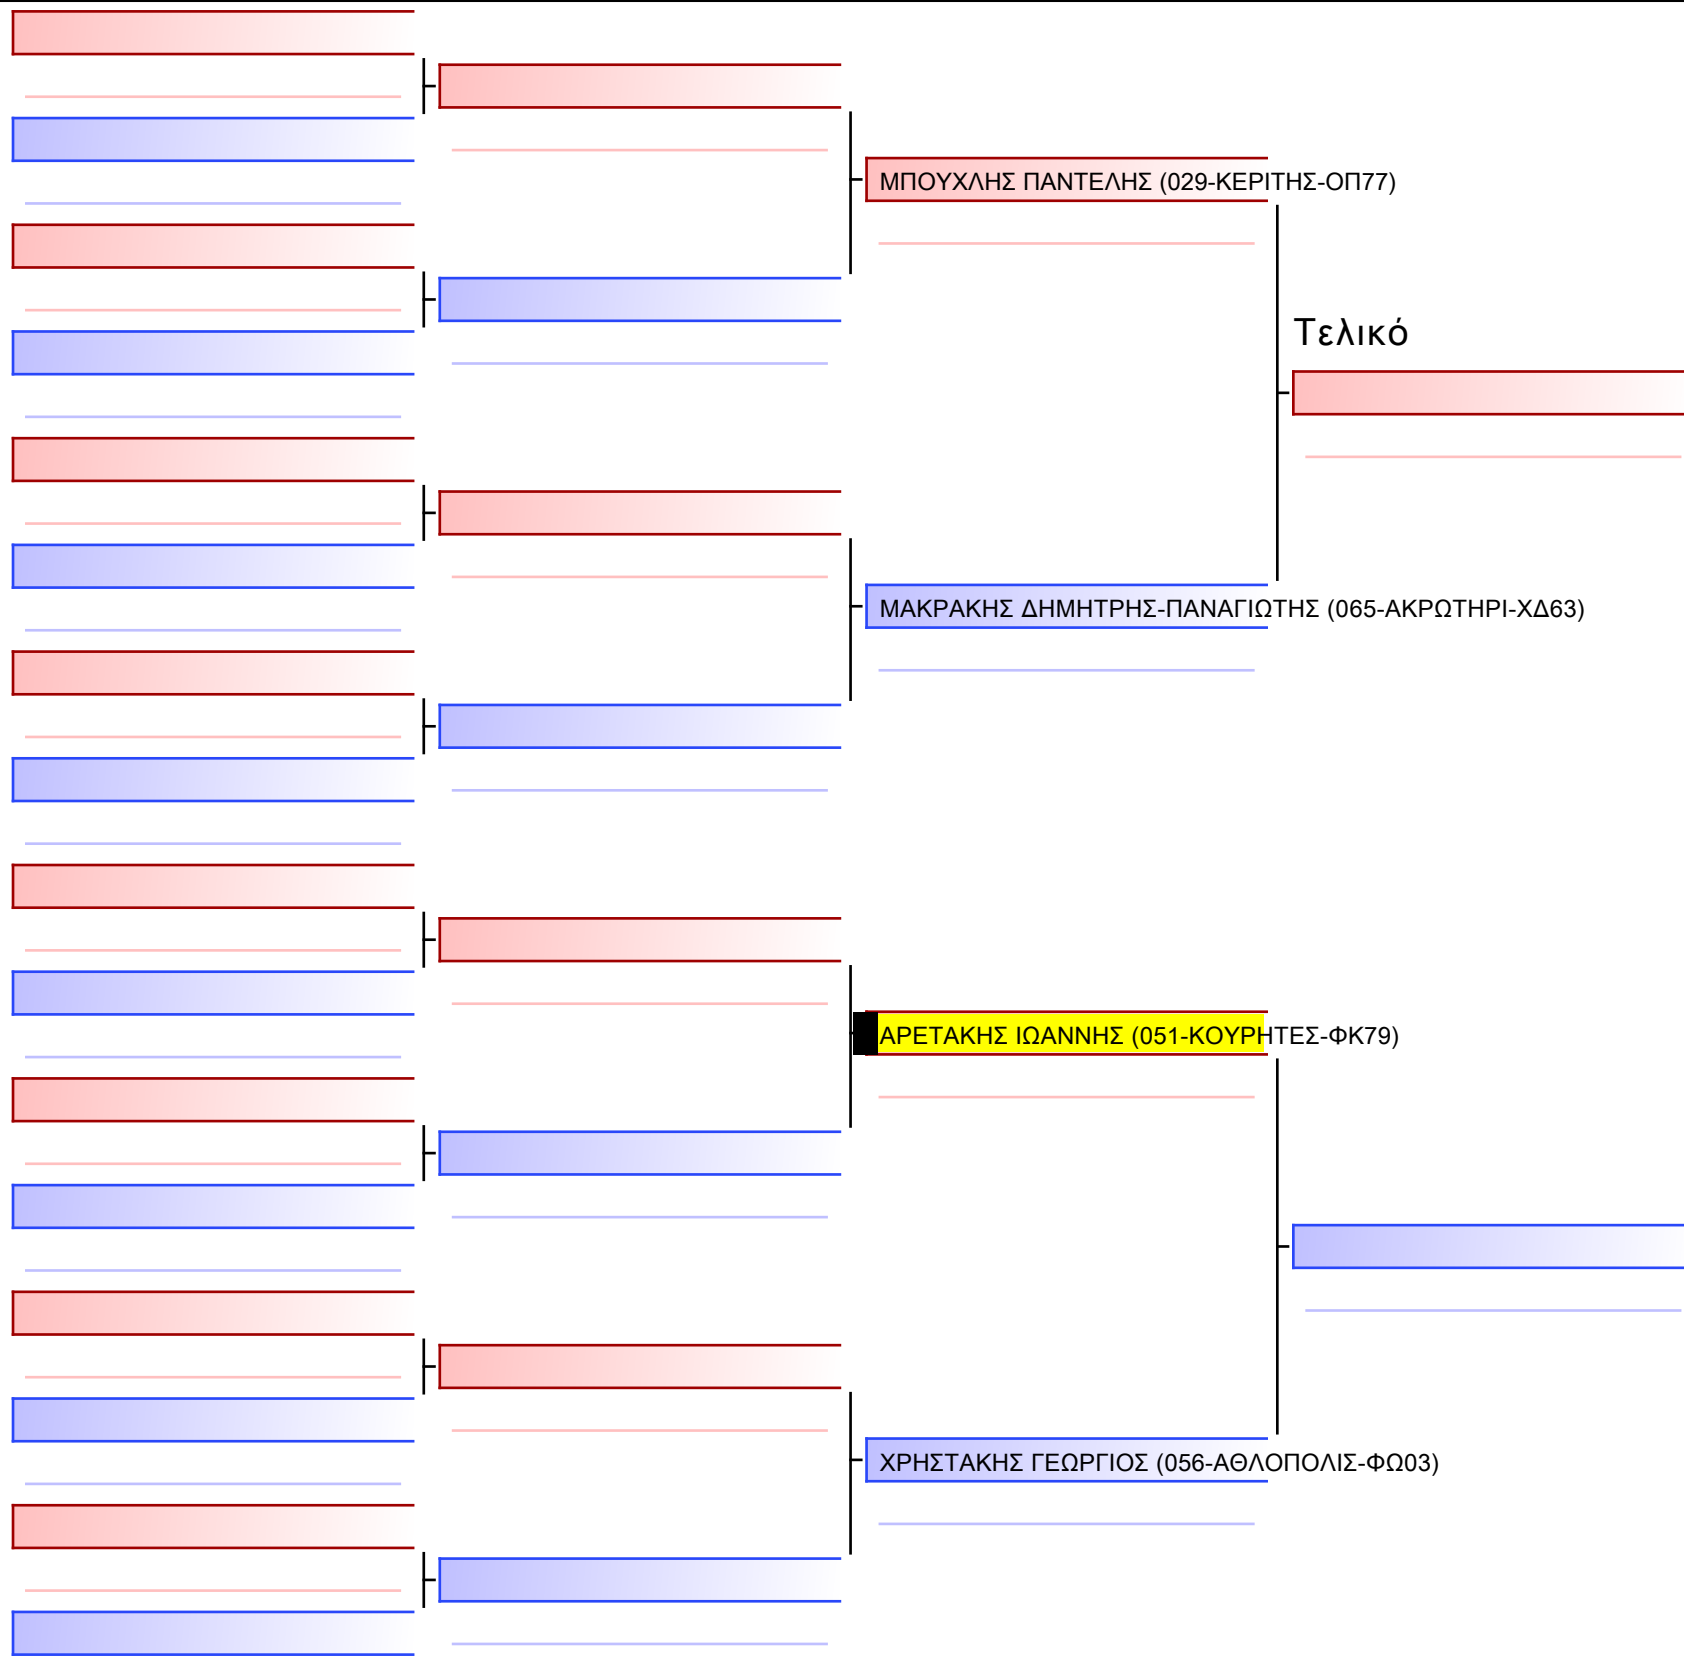 ΜΠΟΥΧΛΗΣ ΠΑΝΤΕΛΗΣ (029-ΚΕΡΙΤΗΣ-ΟΠ77)
Τελικό
ΜΑΚΡΑΚΗΣ ΔΗΜΗΤΡΗΣ-ΠΑΝΑΓΙΩΤΗΣ (065-ΑΚΡΩΤΗΡΙ-ΧΔ63)
ΑΡΕΤΑΚΗΣ ΙΩΑΝΝΗΣ (051-ΚΟΥΡΗΤΕΣ-ΦΚ79)
ΧΡΗΣΤΑΚΗΣ ΓΕΩΡΓΙΟΣ (056-ΑΘΛΟΠΟΛΙΣ-ΦΩ03)